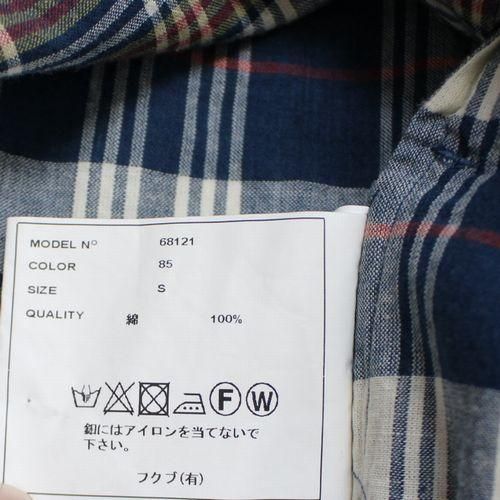 MODEL Nº 68121
COLOR 85
SIZE S
QUALITY 綿 100%
F W
釦にはアイロンを当てないで
下さい。
フクブ(有)